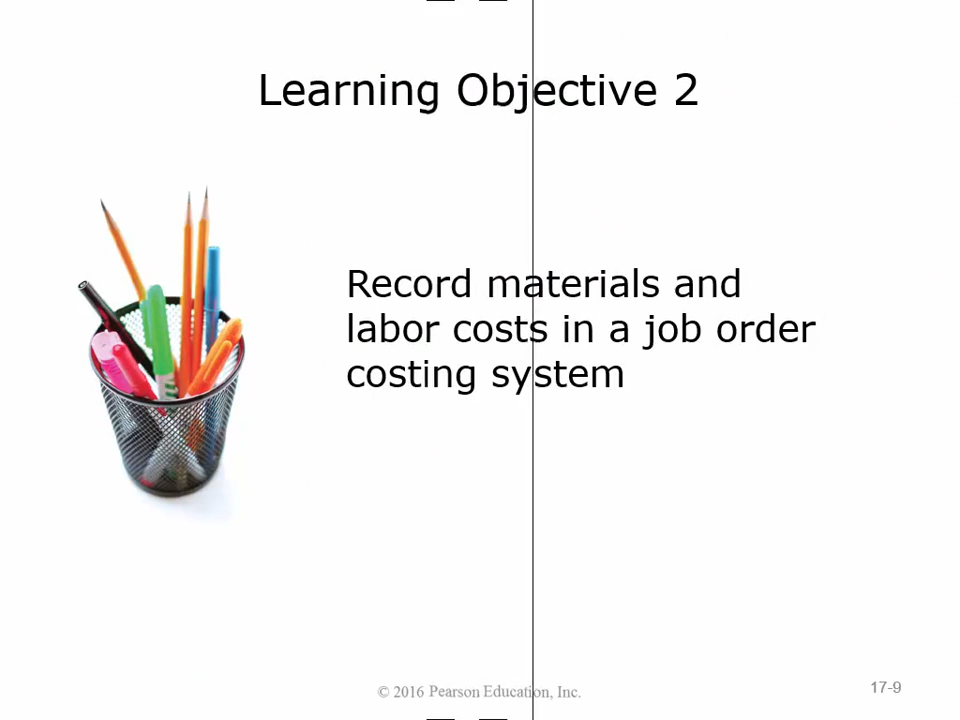 Learning Objective 2
Record materials and
labor costs in a job order
costing system
© 2016 Pearson Education, Inc.
17-9